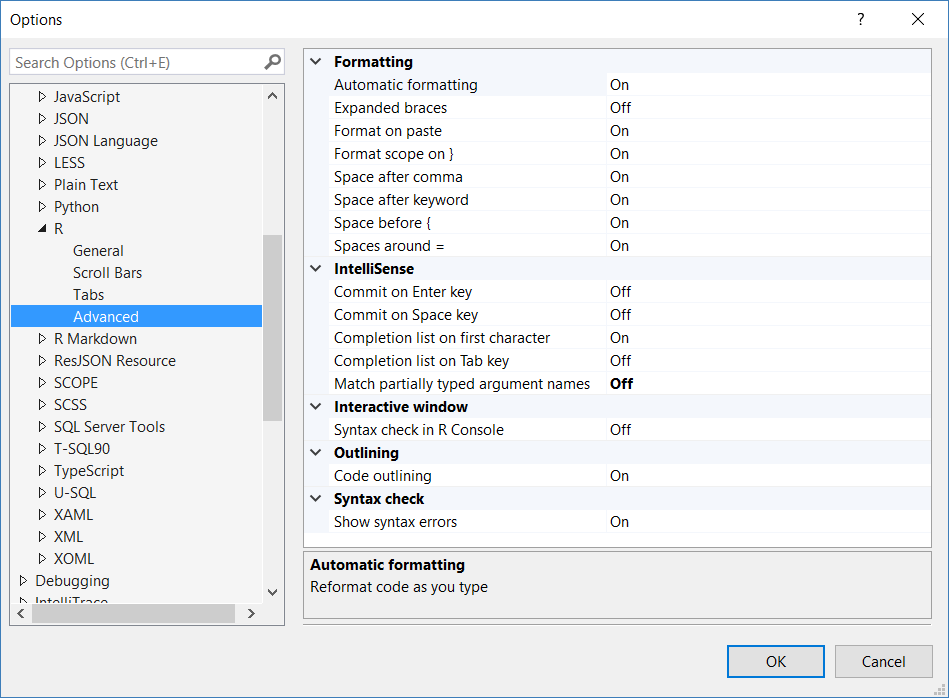 Options
?
Search Options (Ctrl+E)
JavaScript
JSON
JSON Language
LESS
Plain Text
Python
R
General
Scroll Bars
Tabs
Advanced
R Markdown
ResJSON Resource
SCOPE
SCSS
SQL Server Tools
T-SQL90
TypeScript
U-SQL
XAML
XML
XOML
Debugging
IntelliTrace
Formatting
Automatic formatting On
Expanded braces Off
Format on paste On
Format scope on } On
Space after comma On
Space after keyword On
Space before { On
Spaces around = On
IntelliSense
Commit on Enter key Off
Commit on Space key Off
Completion list on first character On
Completion list on Tab key Off
Match partially typed argument names Off
Interactive window
Syntax check in R Console Off
Outlining
Code outlining On
Syntax check
Show syntax errors On
Automatic formatting
Reformat code as you type
OK
Cancel